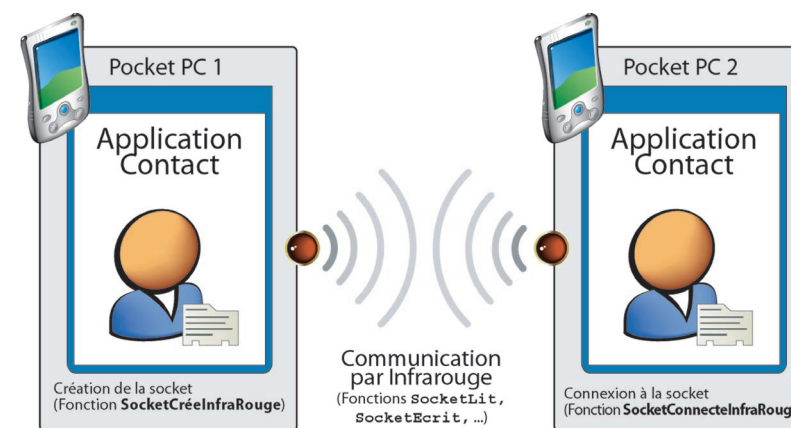 Pocket PC 1
Application
Contact
Création de la socket
(Fonction SocketCréeInfraRouge)
Communication
par Infrarouge
(Fonctions SocketLit,
SocketEcrit, …)
Pocket PC 2
Application
Contact
Connexion à la socket
(Fonction SocketConnecteInfraRoug